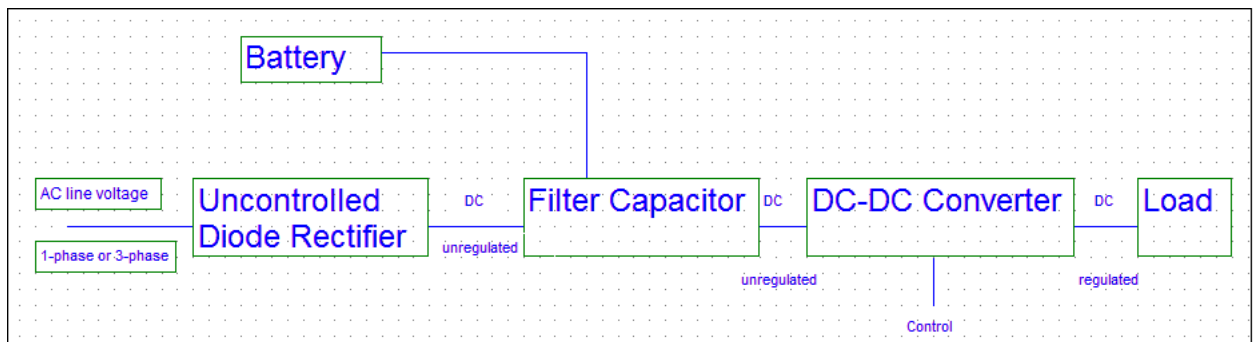 Battery
AC line voltage
1-phase or 3-phase
Uncontrolled
Diode Rectifier
DC
unregulated
Filter Capacitor
DC
unregulated
DC-DC Converter
Control
DC
regulated
Load